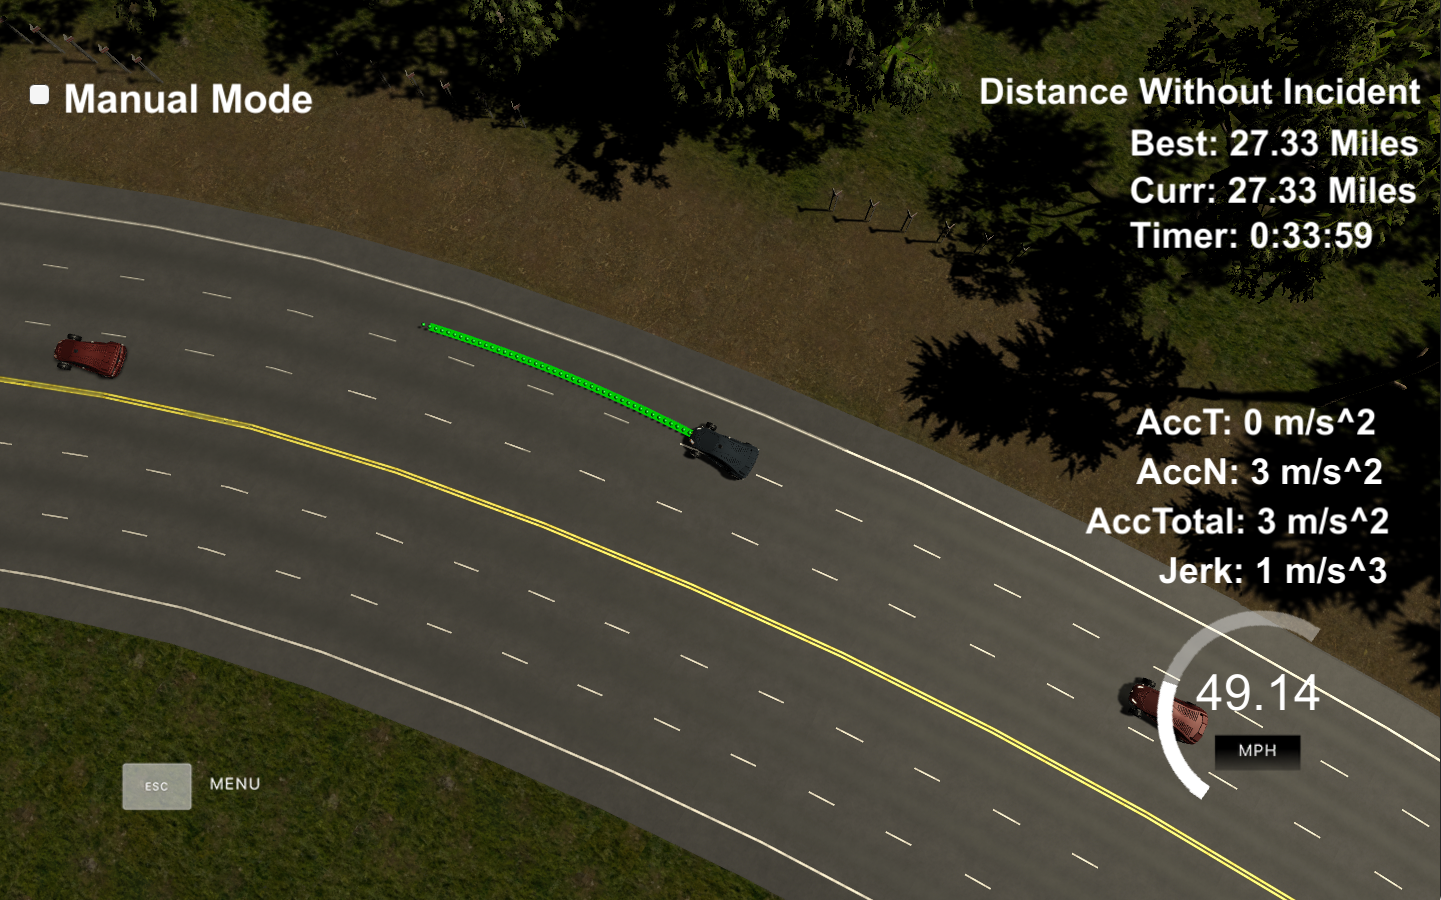 Manual Mode
Distance Without Incident
Best: 27.33 Miles
Curr: 27.33 Miles
Timer: 0:33:59
AccT: 0 m/s^2
AccN: 3 m/s^2
AccTotal: 3 m/s^2
Jerk: 1 m/s^3
49.14
MPH
ESC MENU